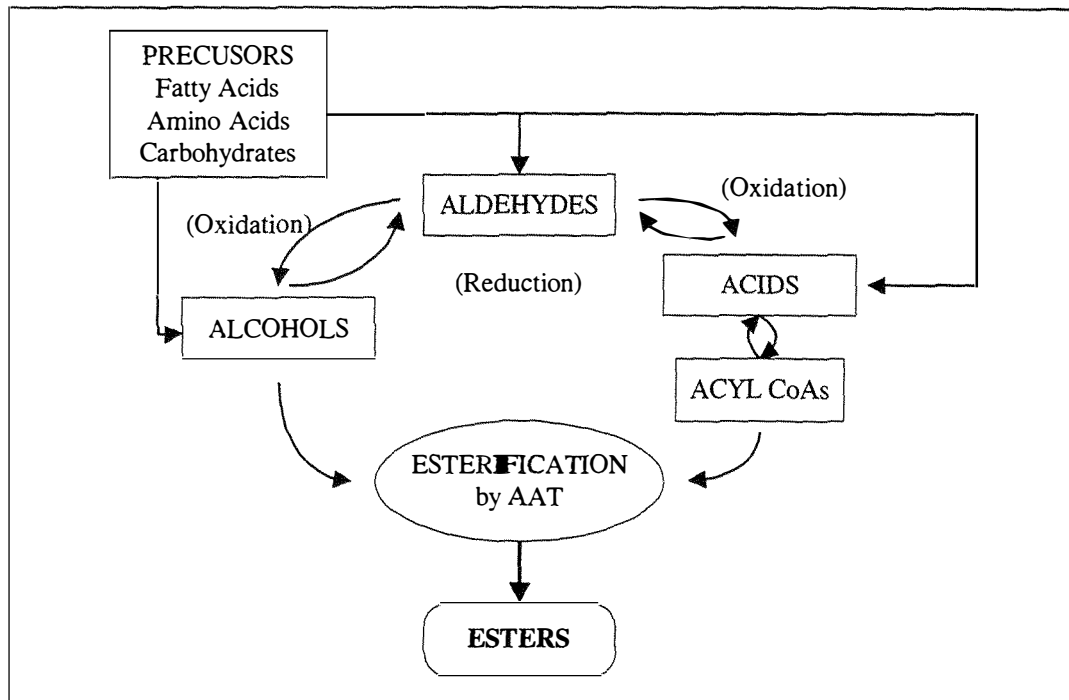 PRECUSORS
Fatty Acids
Amino Acids
Carbohydrates
ALDEHYDES
(Oxidation)
(Oxidation)
(Reduction)
ACIDS
ALCOHOLS
ACYL CoAs
ESTERIFICATION
by AAT
ESTERS